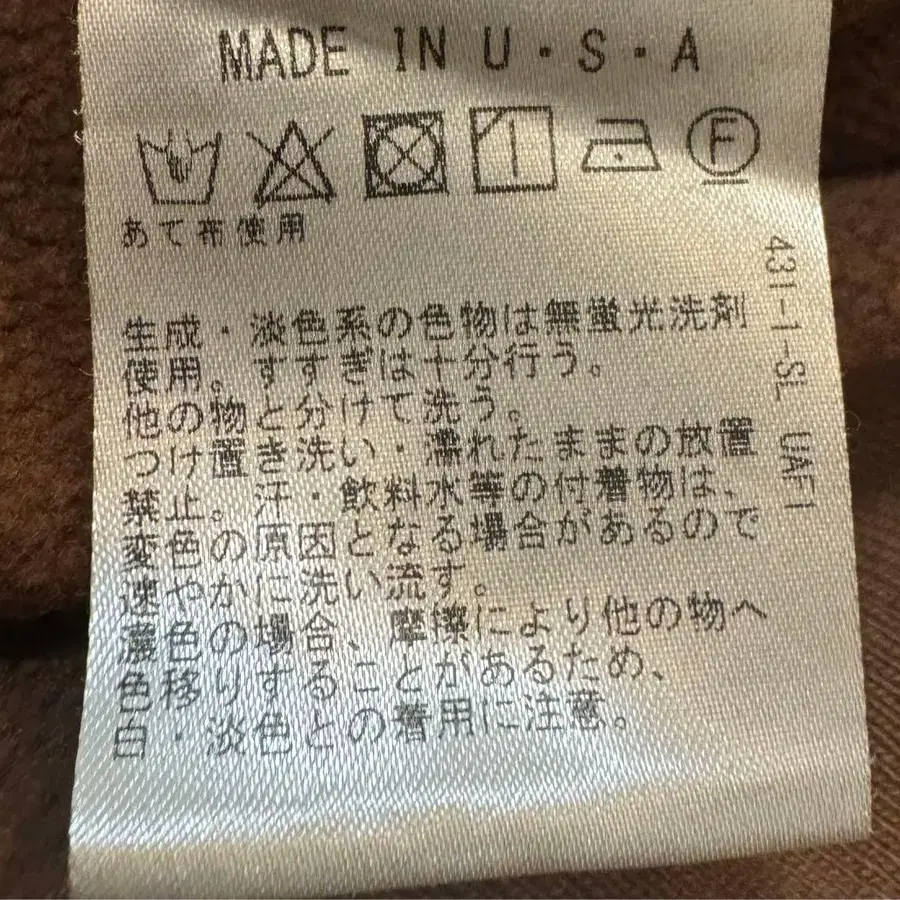 MADE IN U・S・A
F
あて布使用
生成・淡色系の色物は無蛍光洗剤
使用。すすぎは十分行う。
他の物と分けて洗う。
つけ置き洗い・濡れたままの放置
禁止。汗・飲料水等の付着物は、
変色の原因となる場合があるので
速やかに洗い流す。
濃色の場合、摩擦により他の物へ
色移りすることがあるため、
白・淡色との着用に注意。
431-1-SL UAF1